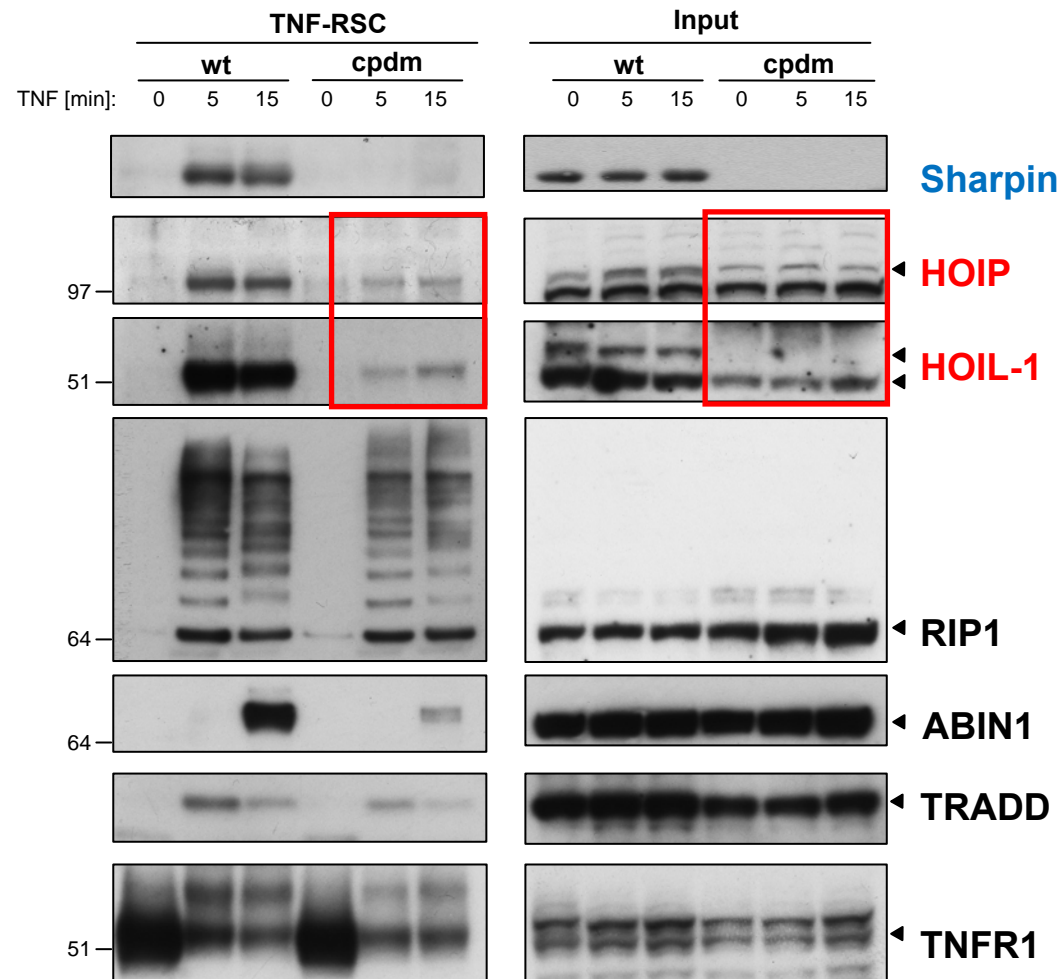 TNF-RSC Input
wt cpdm wt cpdm
TNF [min]: 0 5 15 0 5 15 0 5 15 0 5 15
Sharpin
HOIP
97
HOIL-1
51
RIP1
64
ABIN1
64
TRADD
TNFR1
51